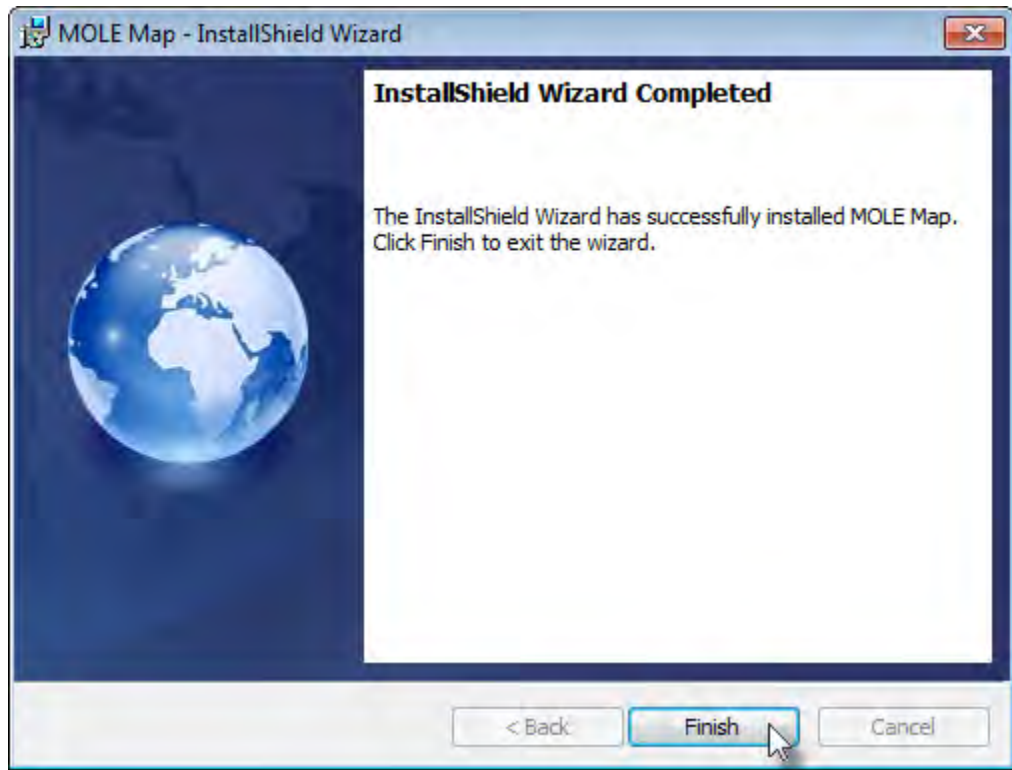 MOLE Map - InstallShield Wizard
InstallShield Wizard Completed
The InstallShield Wizard has successfully installed MOLE Map.
Click Finish to exit the wizard.
< Back
Finish
Cancel